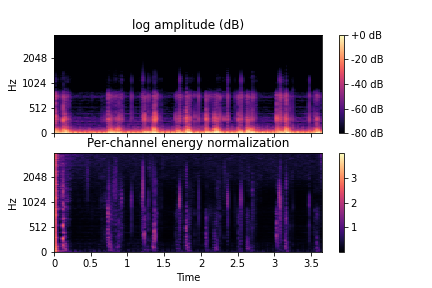 log amplitude (dB)
Hz
2048
1024
512
0
+0 dB
-20 dB
-40 dB
-60 dB
-80 dB
Per-channel energy normalization
Hz
2048
1024
512
0
3
2
1
0 0.5 1 1.5 2 2.5 3 3.5
Time